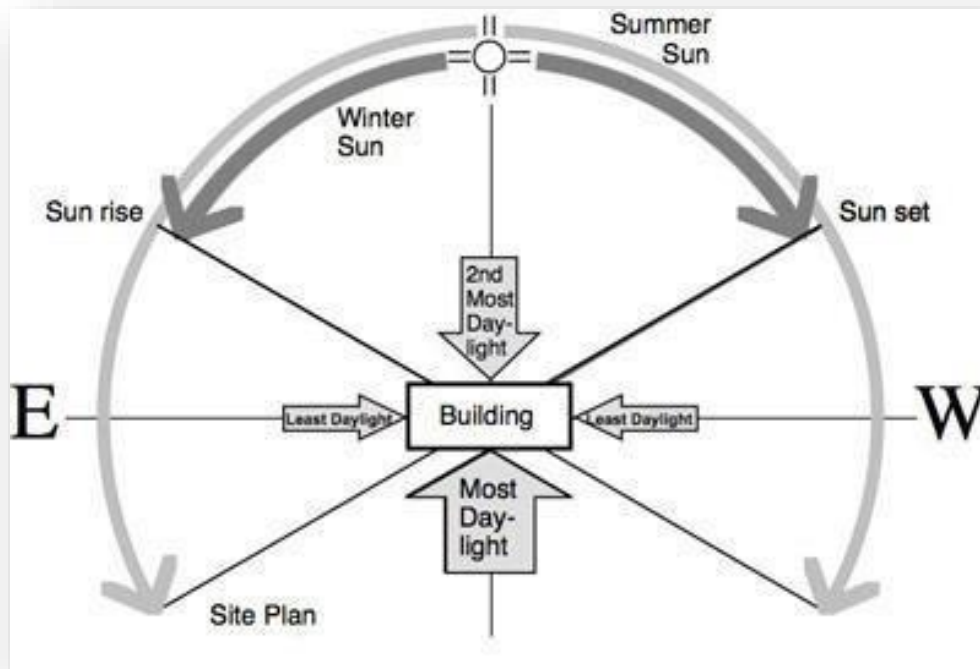 Summer
Sun
Winter
Sun
Sun rise
Sun set
2nd
Most
Day-
light
E
Least Daylight
Building
Least Daylight
W
Most
Day-
light
Site Plan